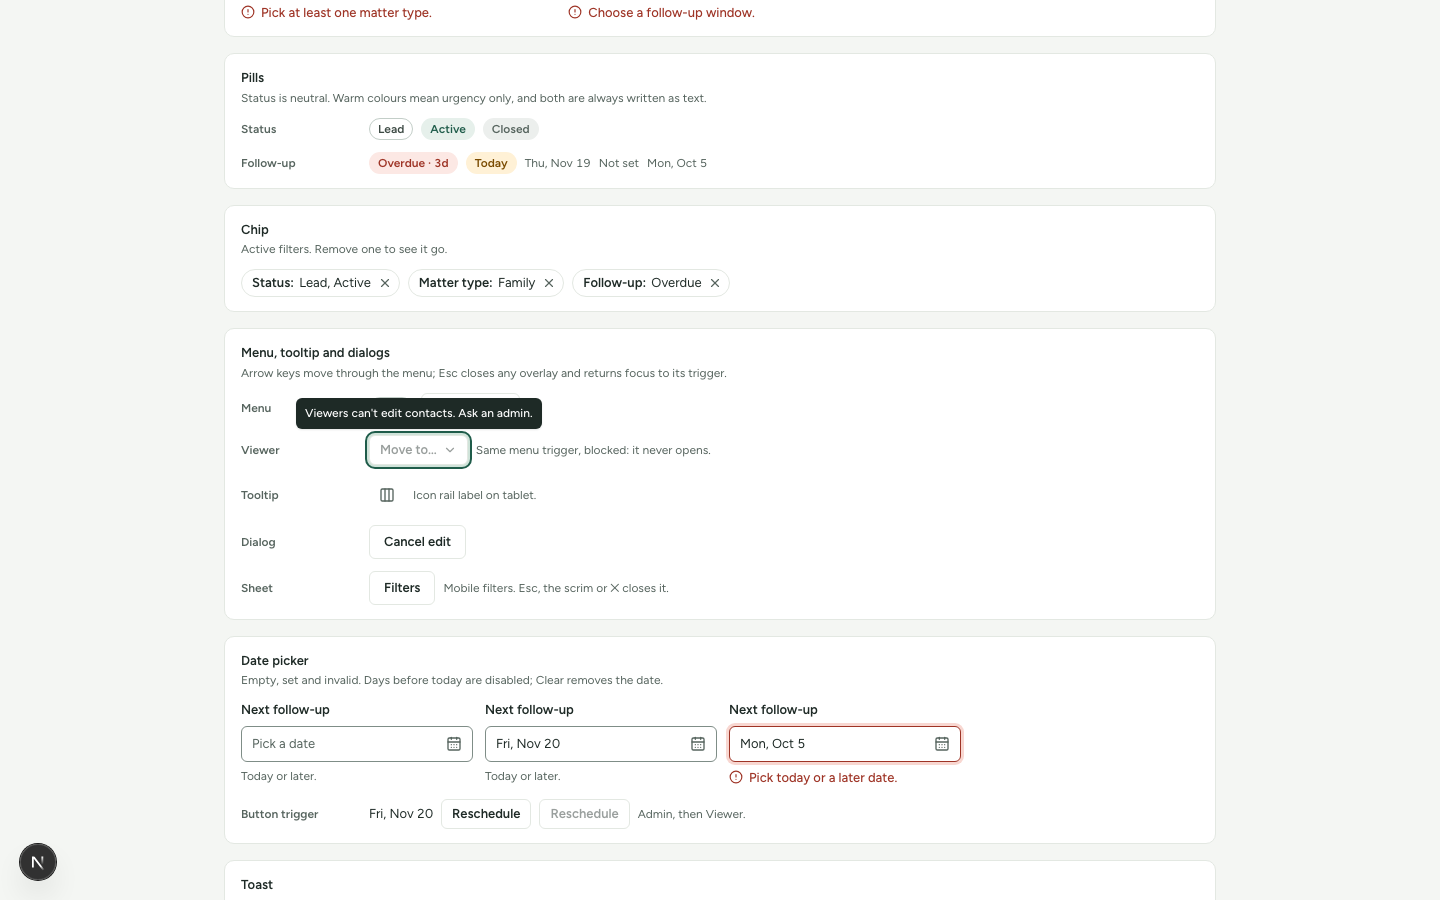 Pick at least one matter type. Choose a follow-up window.
Pills
Status is neutral. Warm colours mean urgency only, and both are always written as text.
Status Lead Active Closed
Follow-up Overdue · 3d Today Thu, Nov 19 Not set Mon, Oct 5
Chip
Active filters. Remove one to see it go.
Status: Lead, Active Matter type: Family Follow-up: Overdue
Menu, tooltip and dialogs
Arrow keys move through the menu; Esc closes any overlay and returns focus to its trigger.
Menu Viewers can't edit contacts. Ask an admin.
Viewer Move to... Same menu trigger, blocked: it never opens.
Tooltip Icon rail label on tablet.
Dialog Cancel edit
Sheet Filters Mobile filters. Esc, the scrim or ✕ closes it.
Date picker
Empty, set and invalid. Days before today are disabled; Clear removes the date.
Next follow-up Next follow-up Next follow-up
Pick a date Fri, Nov 20 Mon, Oct 5
Today or later. Today or later. Pick today or a later date.
Button trigger Fri, Nov 20 Reschedule Reschedule Admin, then Viewer.
N
Toast